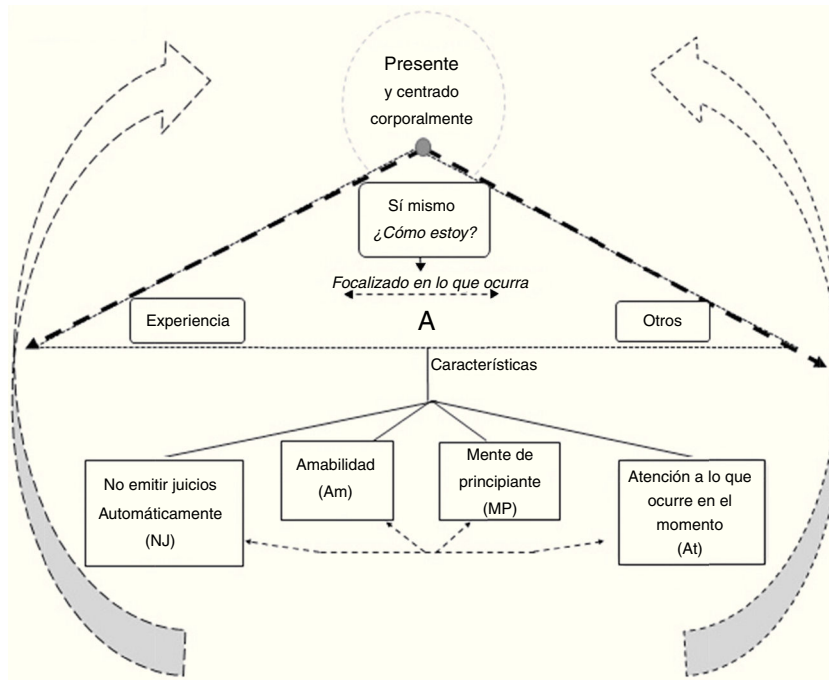 Presente
y centrado
corporalmente
Sí mismo
¿Cómo estoy?
Focalizado en lo que ocurra
Experiencia
A
Otros
Características
No emitir juicios
Automáticamente
(NJ)
Amabilidad
(Am)
Mente de
principiante
(MP)
Atención a lo que
ocurre en el
momento
(At)